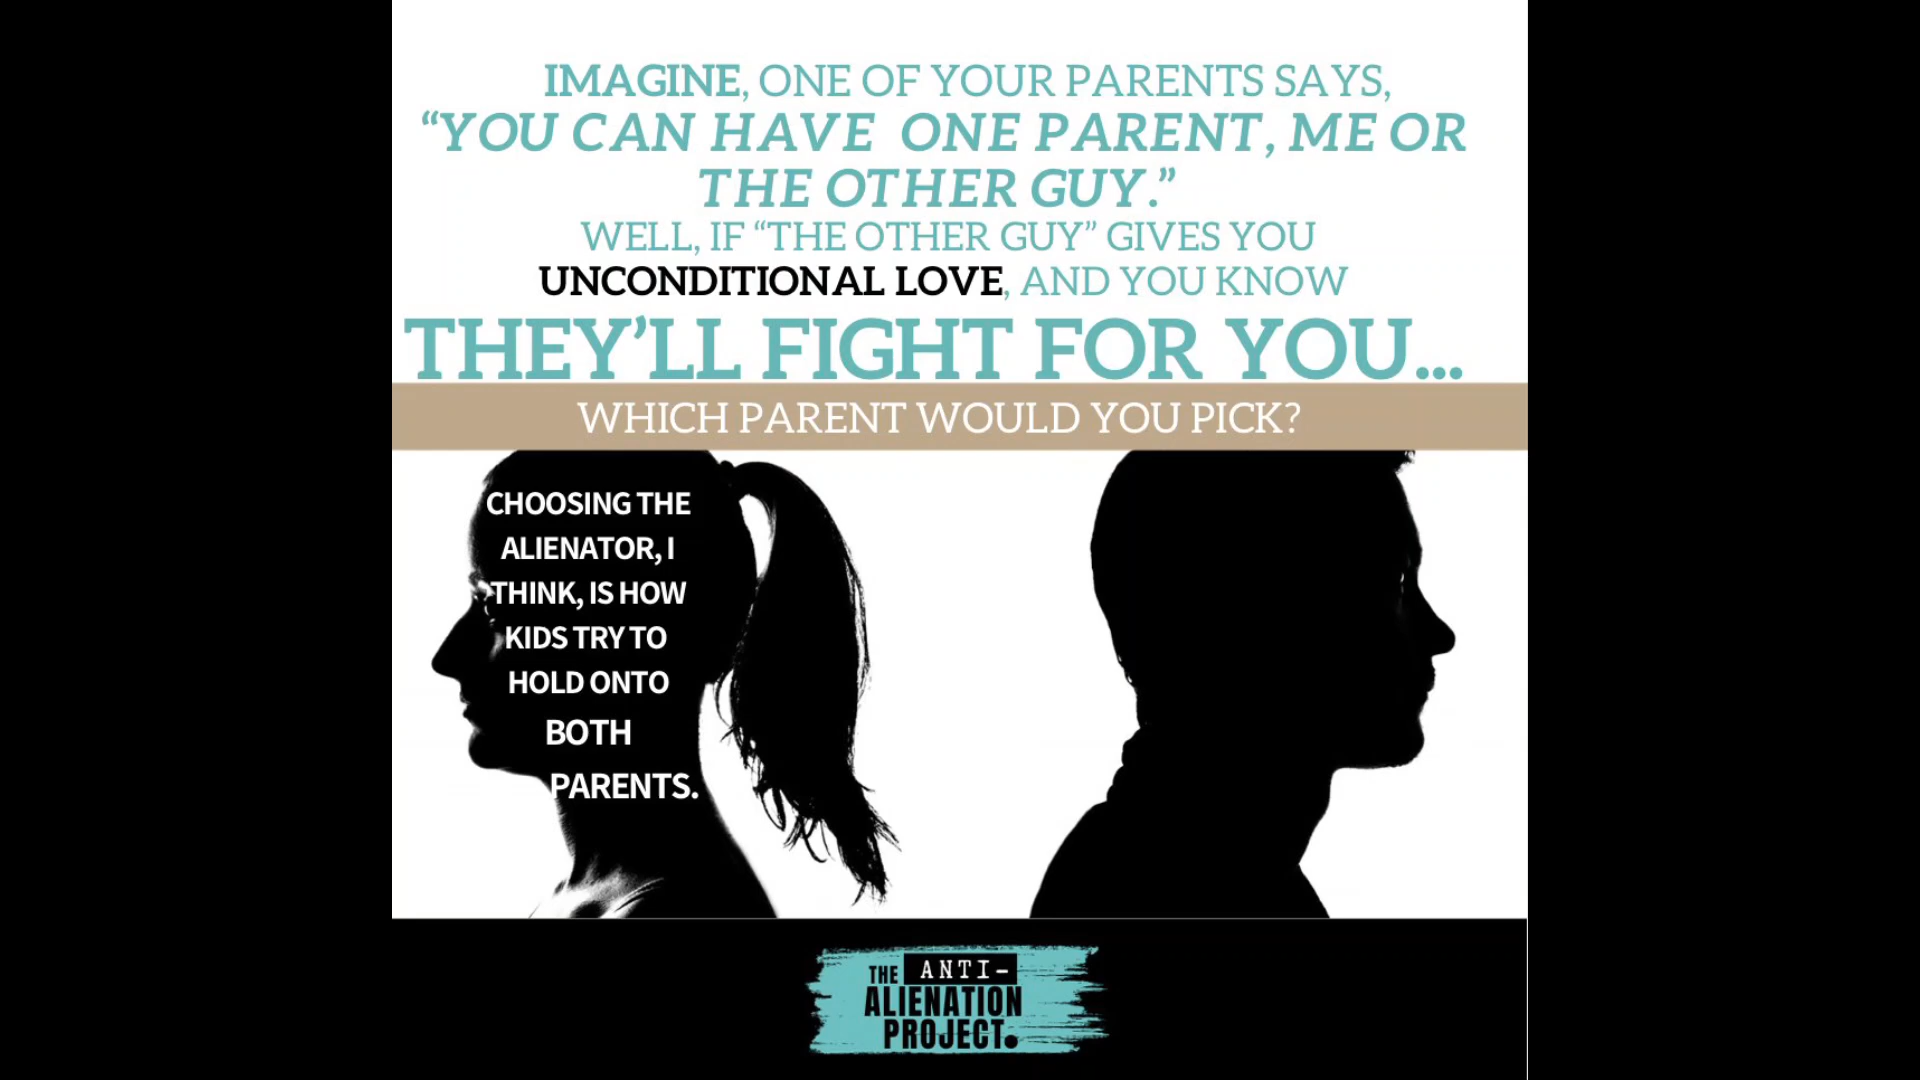 IMAGINE, ONE OF YOUR PARENTS SAYS,
“YOU CAN HAVE ONE PARENT, ME OR
THE OTHER GUY.”
WELL, IF “THE OTHER GUY” GIVES YOU
UNCONDITIONAL LOVE, AND YOU KNOW
THEY’LL FIGHT FOR YOU...
WHICH PARENT WOULD YOU PICK?
CHOOSING THE
ALIENATOR, I
THINK, IS HOW
KIDS TRY TO
HOLD ONTO
BOTH
PARENTS.
THE ANTI-
ALIENATION
PROJECT.